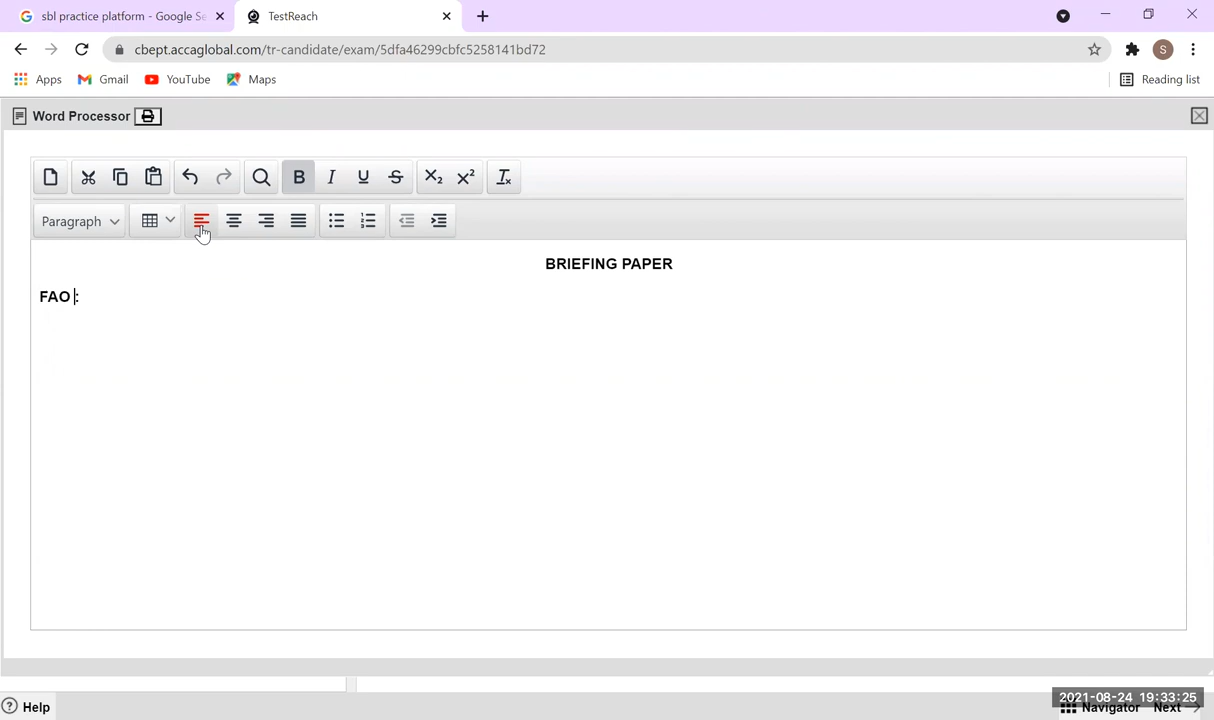 sbl practice platform - Google Se
TestReach
cbept.accaglobal.com/tr-candidate/exam/5dfa46299cbfc5258141bd72
S
Apps
Gmail
YouTube
Maps
Reading list
Word Processor
Paragraph
BRIEFING PAPER
FAO :
Help
2021-08-24 19:33:25
Navigator
Next